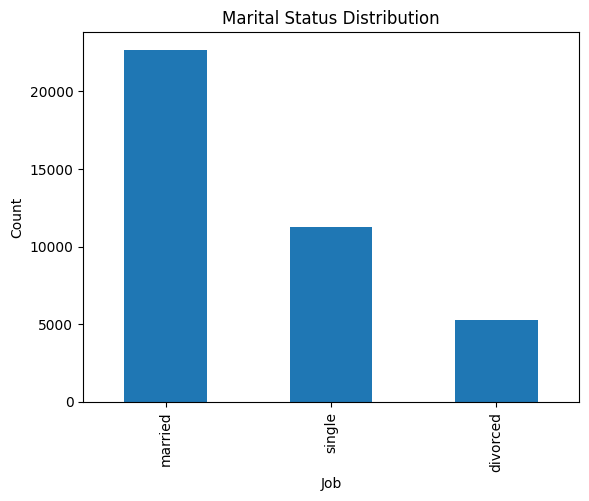 Marital Status Distribution
Count
20000
15000
10000
5000
0
married
single
divorced
Job